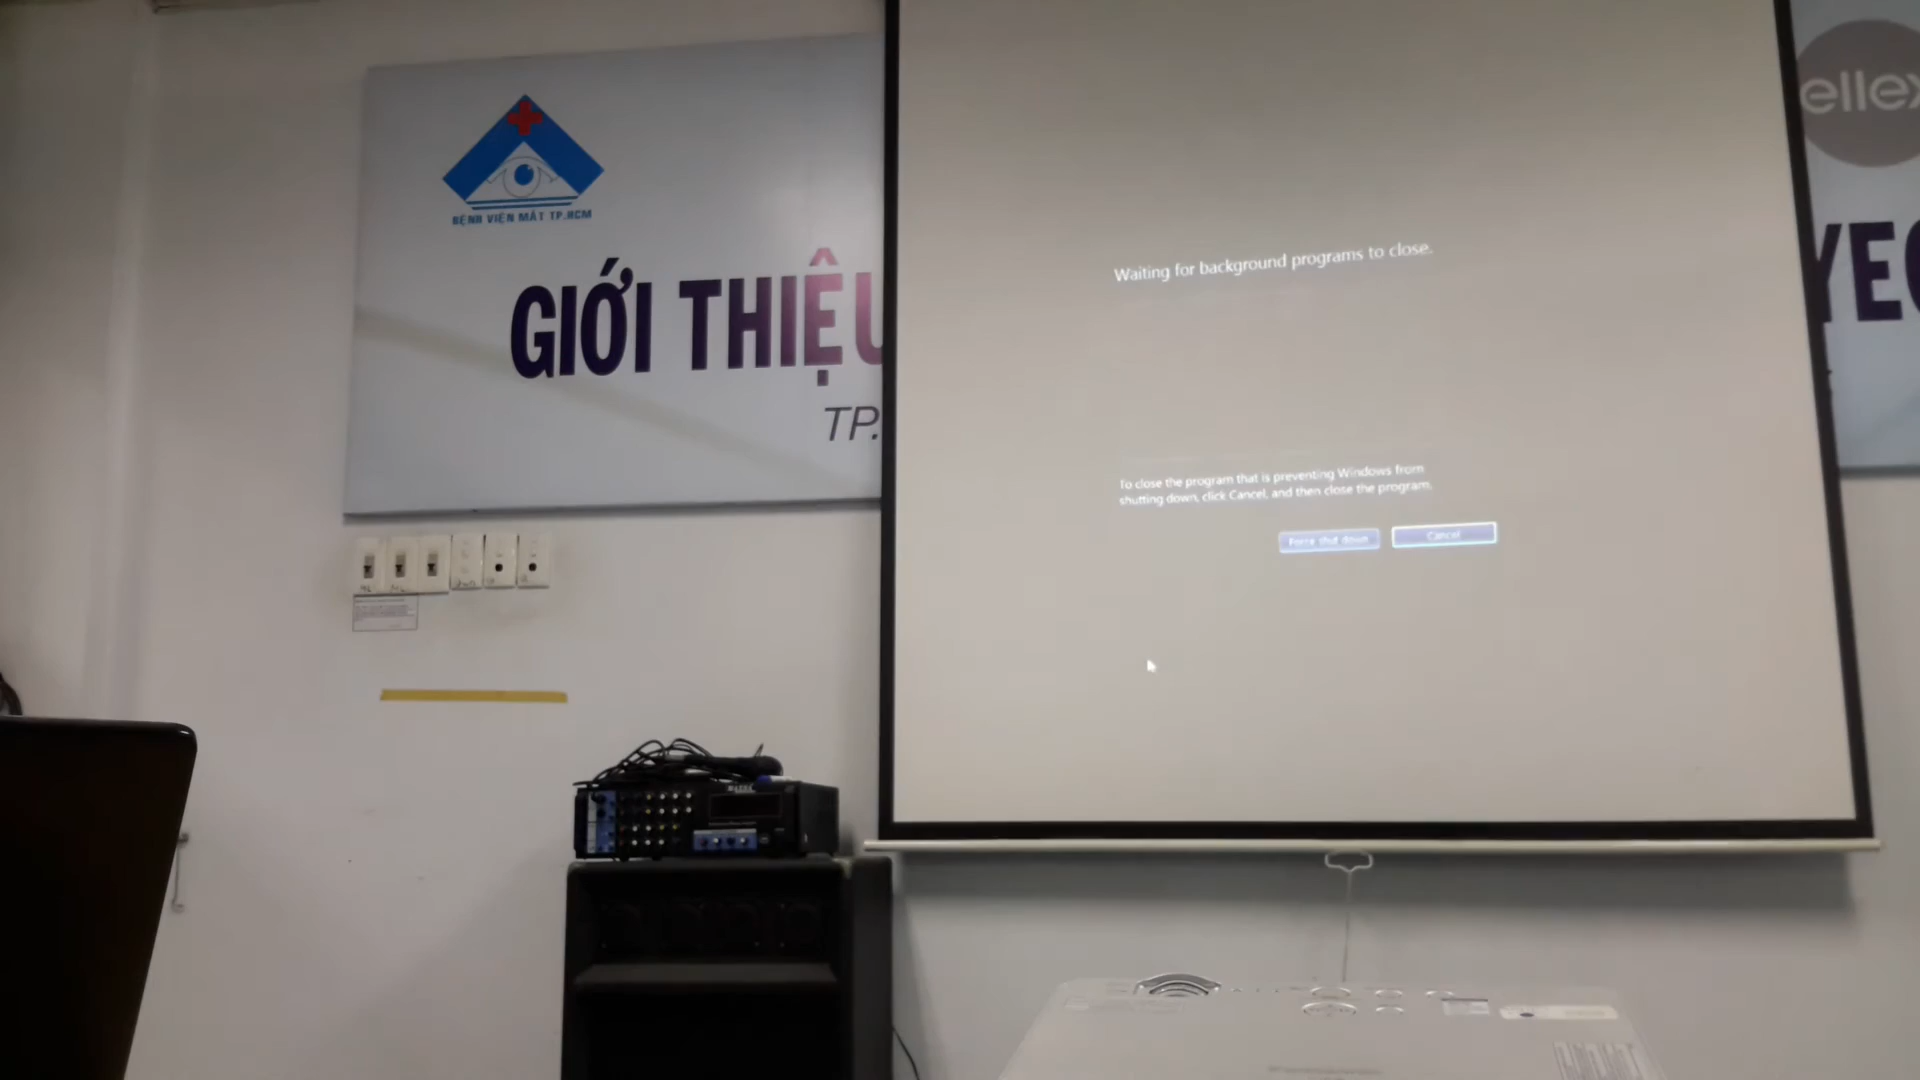 BỆNH VIỆN MẮT TP.HCM
GIỚI THIỆU
TP.
ellex
YEO
Waiting for background programs to close.
To close the program that is preventing Windows from
shutting down, click Cancel, and then close the program.
Force shut down
Cancel